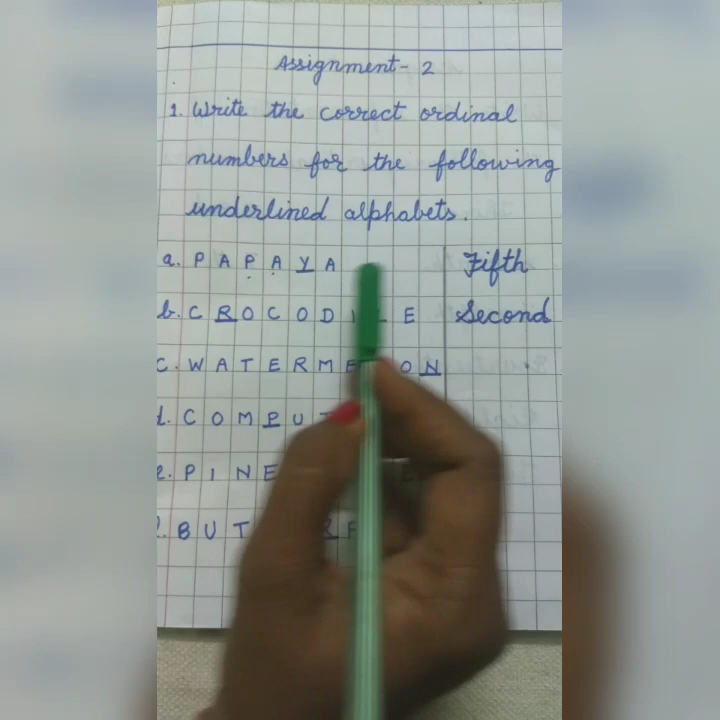 Assignment - 2
1. Write the correct ordinal
numbers for the following
underlined alphabets.
a. P A P A Y A Fifth
b. C R O C O D I L E Second
c. W A T E R M E O N
d. C O M P U T
e. P I N E E
f. B U T R F